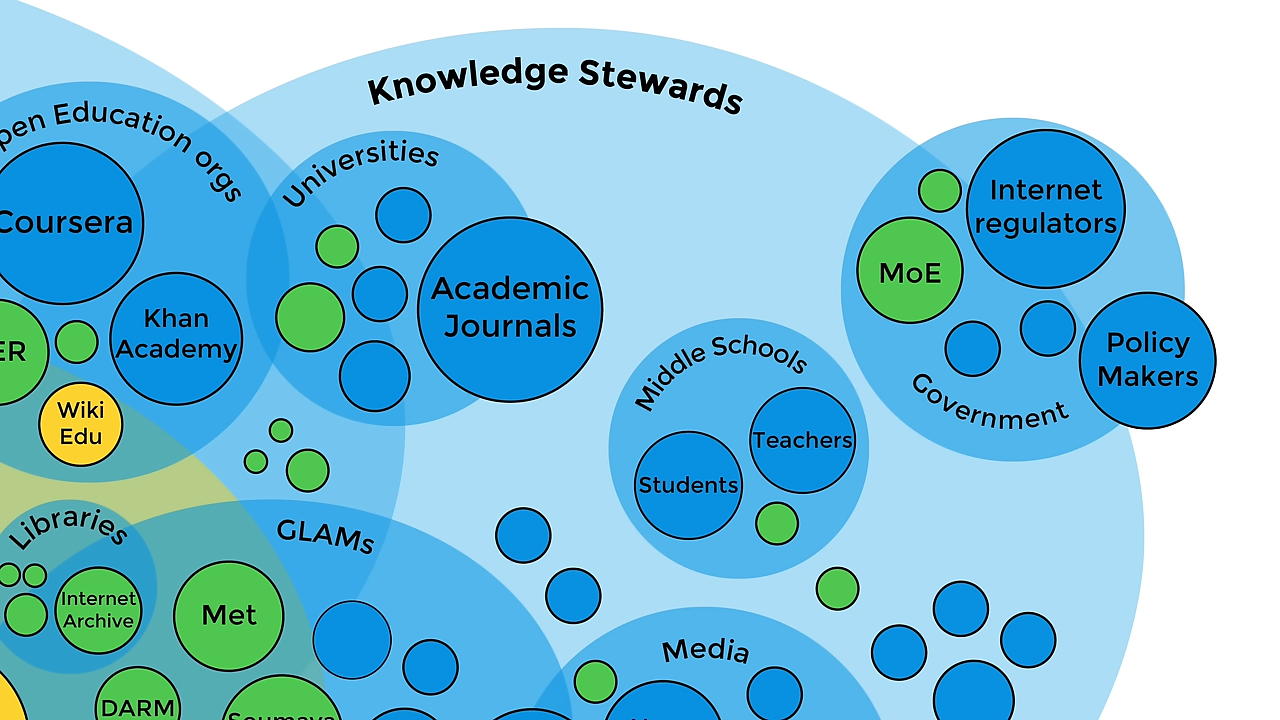 Knowledge Stewards
pen Education orgs
Coursera
Khan
Academy
ER
Wiki
Edu
Universities
Academic
Journals
Internet
regulators
MoE
Policy
Makers
Government
Middle Schools
Teachers
Students
Libraries
Internet
Archive
GLAMs
Met
DARM
Soumaya
Media